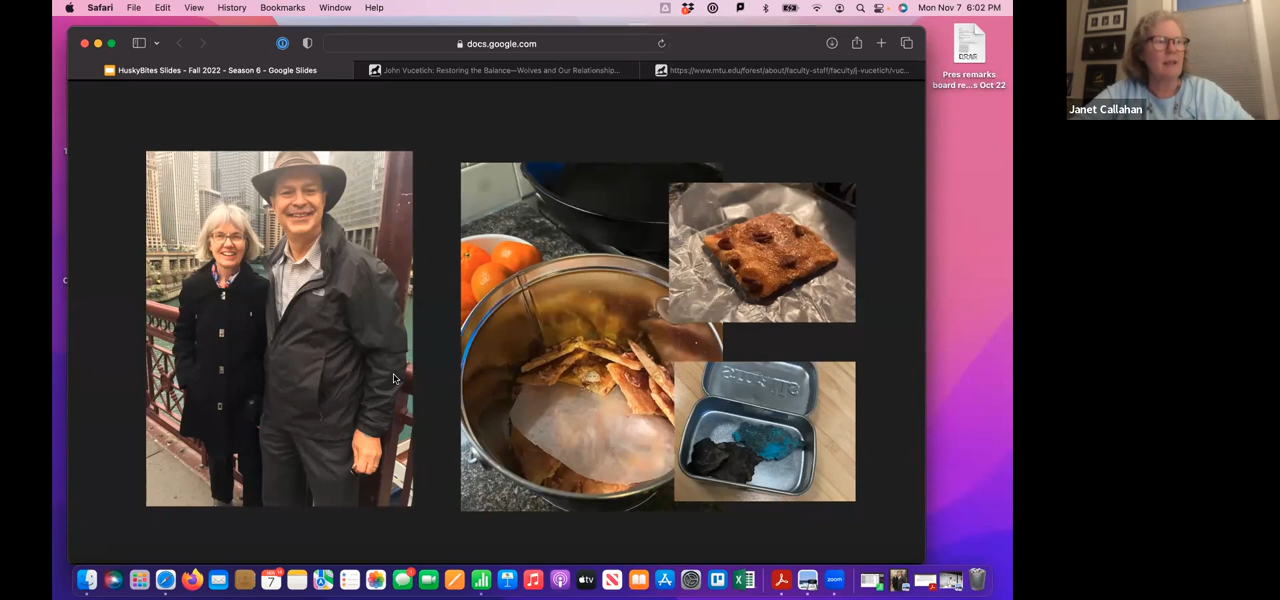 Safari File Edit View History Bookmarks Window Help
Mon Nov 7 6:02 PM
docs.google.com
HuskyBites Slides - Fall 2022 - Season 6 - Google Slides
John Vucetich: Restoring the Balance—Wolves and Our Relationship...
https://www.mtu.edu/forest/about/faculty-staff/faculty/j-vucetich/vuc...
Pres remarks
board re...s Oct 22
Janet Callahan
7